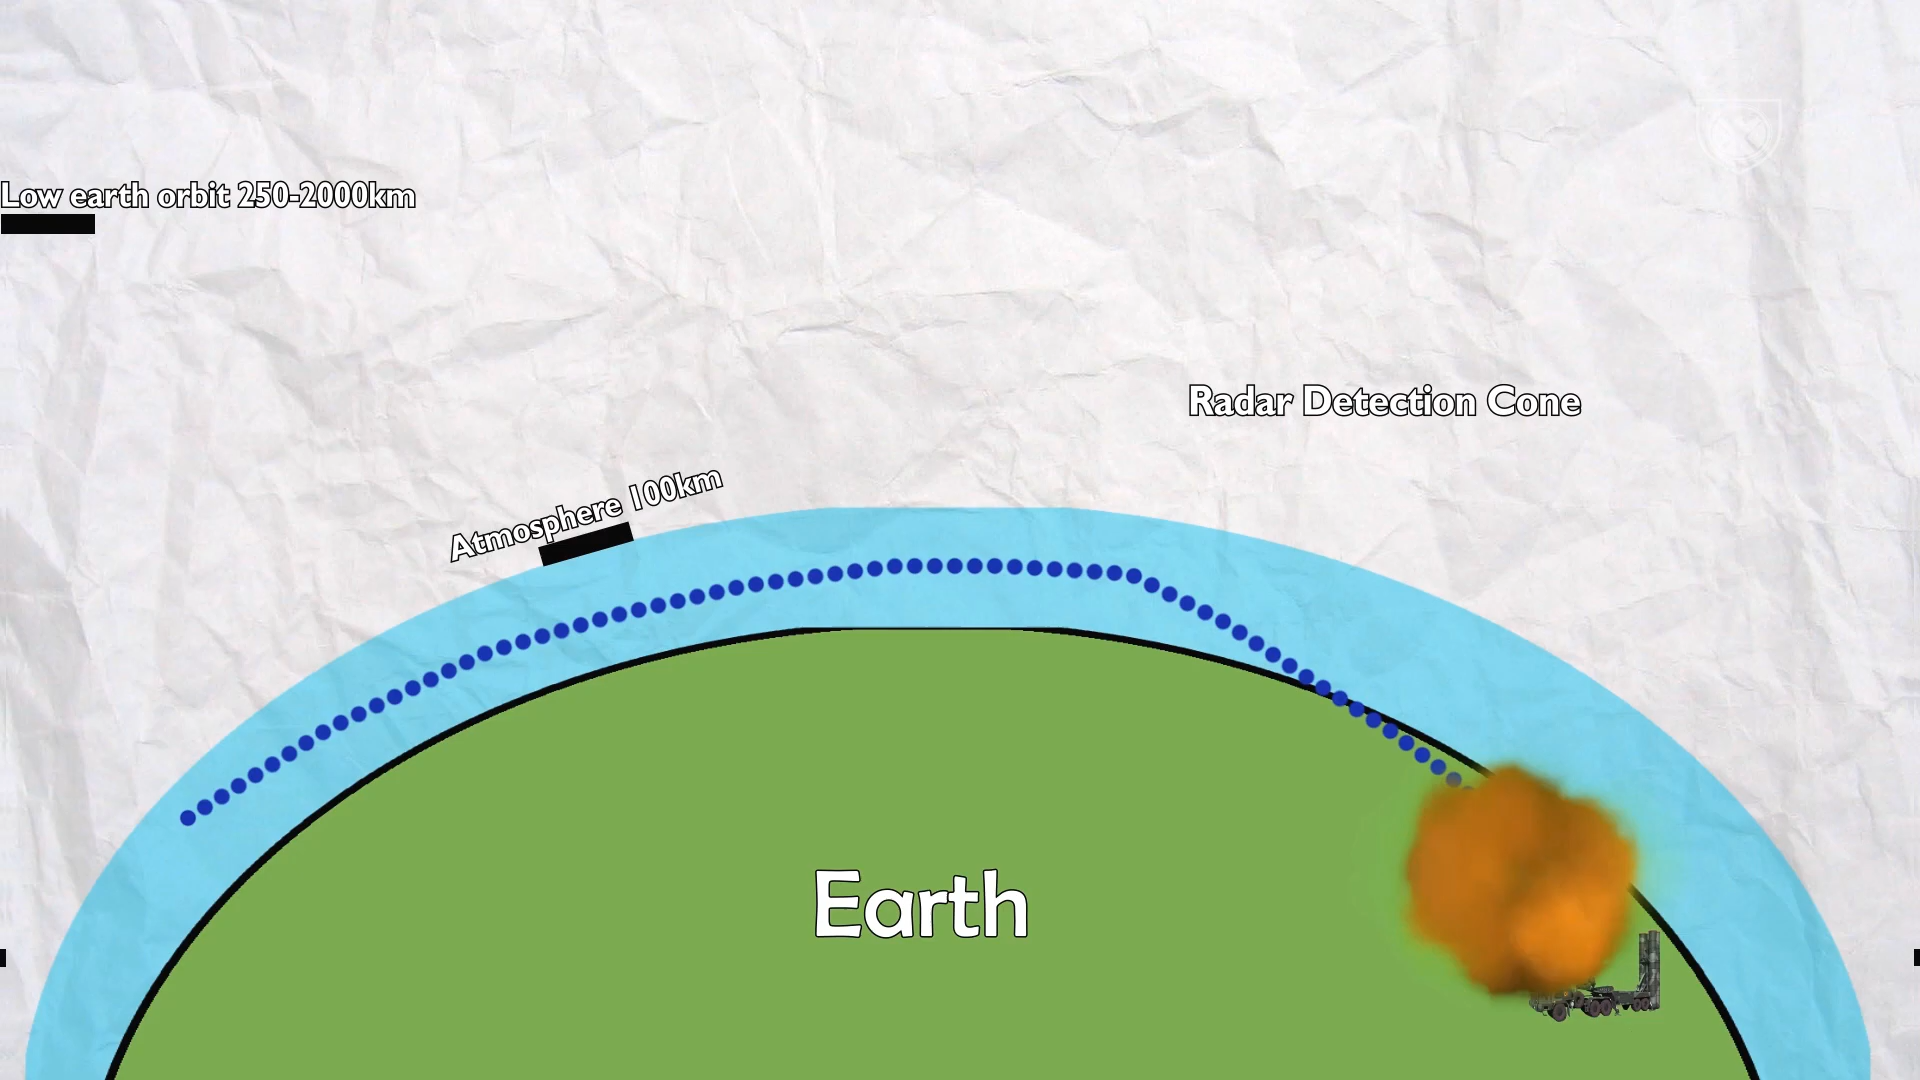 Low earth orbit 250-2000km
Radar Detection Cone
Atmosphere 100km
Earth